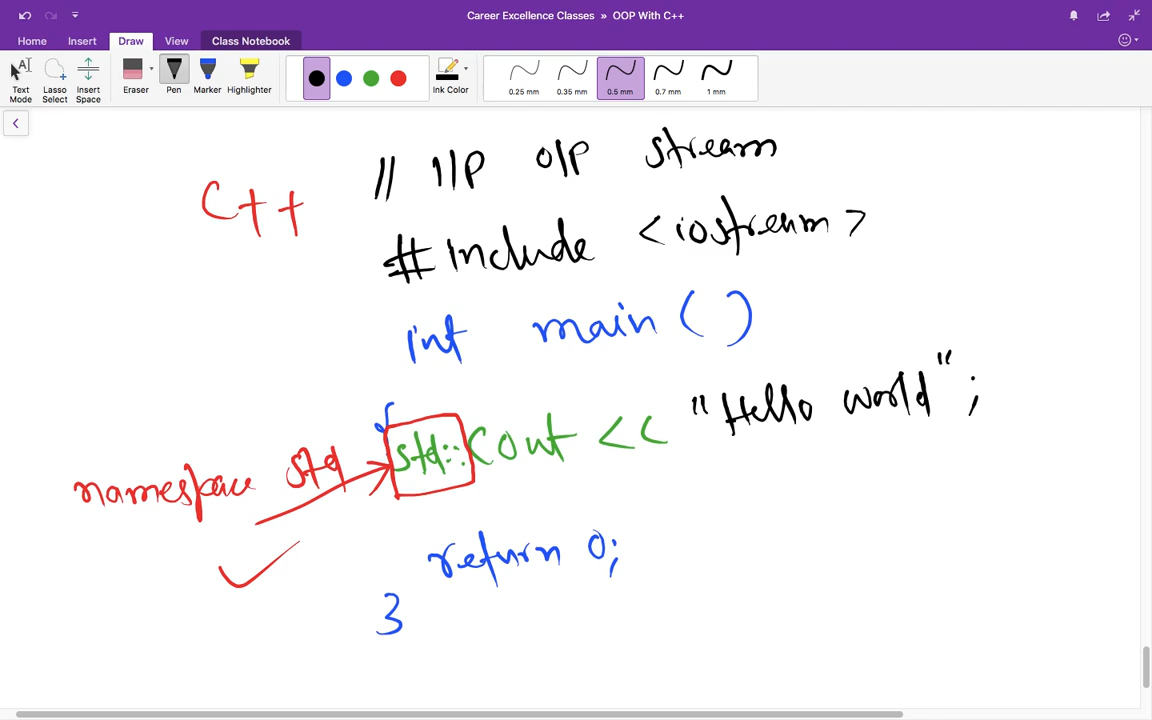 Career Excellence Classes » OOP With C++
Home Insert Draw View Class Notebook
Text Mode Lasso Select Insert Space Eraser Pen Marker Highlighter Ink Color 0.25 mm 0.35 mm 0.5 mm 0.7 mm 1 mm
// I/P O/P stream
C++
#include <iostream>
int main ( )
{
std::cout << "Hello world";
namespace std
return 0;
}